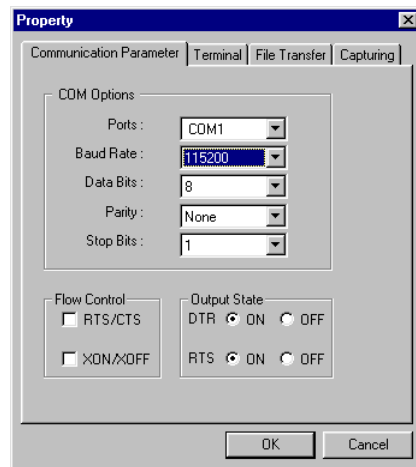 Property
Communication Parameter Terminal File Transfer Capturing
COM Options
Ports : COM1
Baud Rate : 115200
Data Bits : 8
Parity : None
Stop Bits : 1
Flow Control Output State
RTS/CTS DTR ON OFF
XON/XOFF RTS ON OFF
OK Cancel